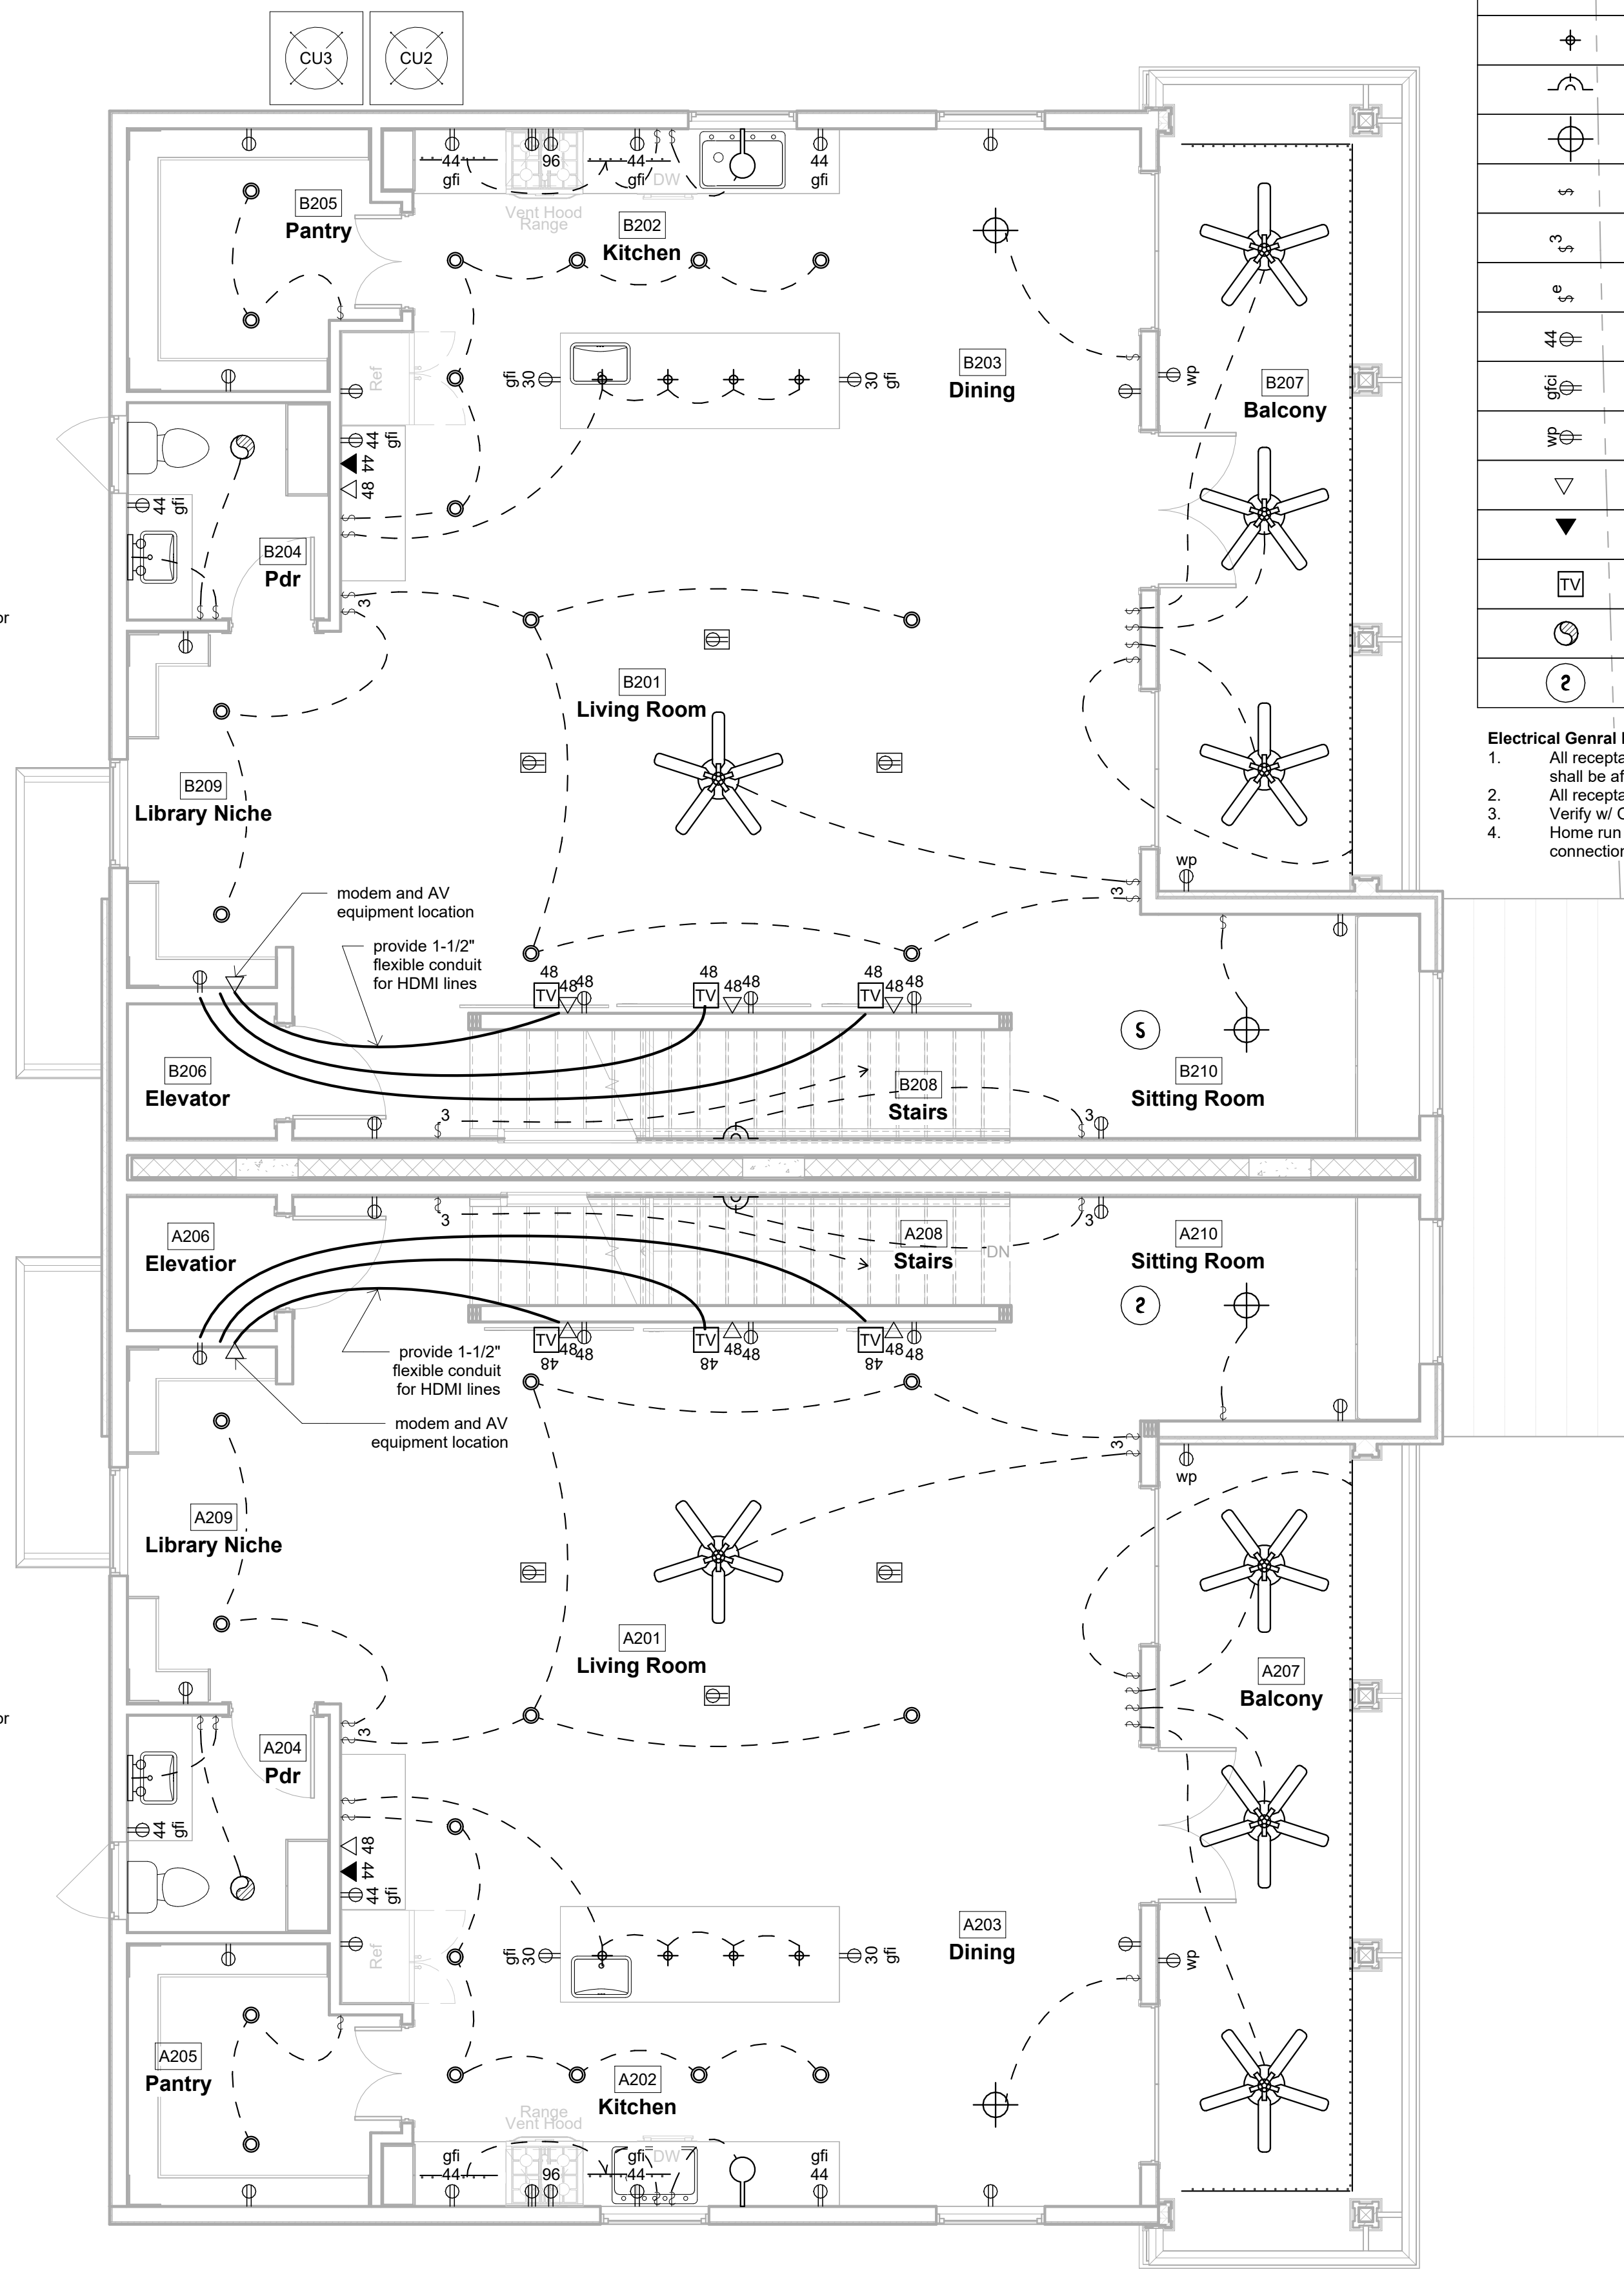 CU3
CU2
44
gfi
96
44
gfi
DW
44
gfi
Vent Hood
Range
B205
Pantry
B202
Kitchen
Ref
gfi
30
30
gfi
B203
Dining
wp
B207
Balcony
44
gfi
44
48
44
gfi
B204
Pdr
3
or
B201
Living Room
B209
Library Niche
wp
3
modem and AV
equipment location
provide 1-1/2"
flexible conduit
for HDMI lines
48
48
48
TV
48
48
TV
48
48
TV
48
48
B206
Elevator
B208
Stairs
B210
Sitting Room
3
3
A206
Elevatior
3
A208
Stairs
DN
3
A210
Sitting Room
TV
48
48
TV
48
48
TV
48
48
48
48
48
provide 1-1/2"
flexible conduit
for HDMI lines
modem and AV
equipment location
3
wp
A209
Library Niche
A201
Living Room
A207
Balcony
or
3
A204
Pdr
44
gfi
48
44
44
gfi
Ref
gfi
30
30
gfi
A203
Dining
wp
A205
Pantry
A202
Kitchen
Range
Vent Hood
gfi
44
96
gfi
44
DW
gfi
44
$
$3
$e
44
gfci
wp
TV
Electrical Genral
1. All recepta
shall be af
2. All recepta
3. Verify w/
4. Home run
connection